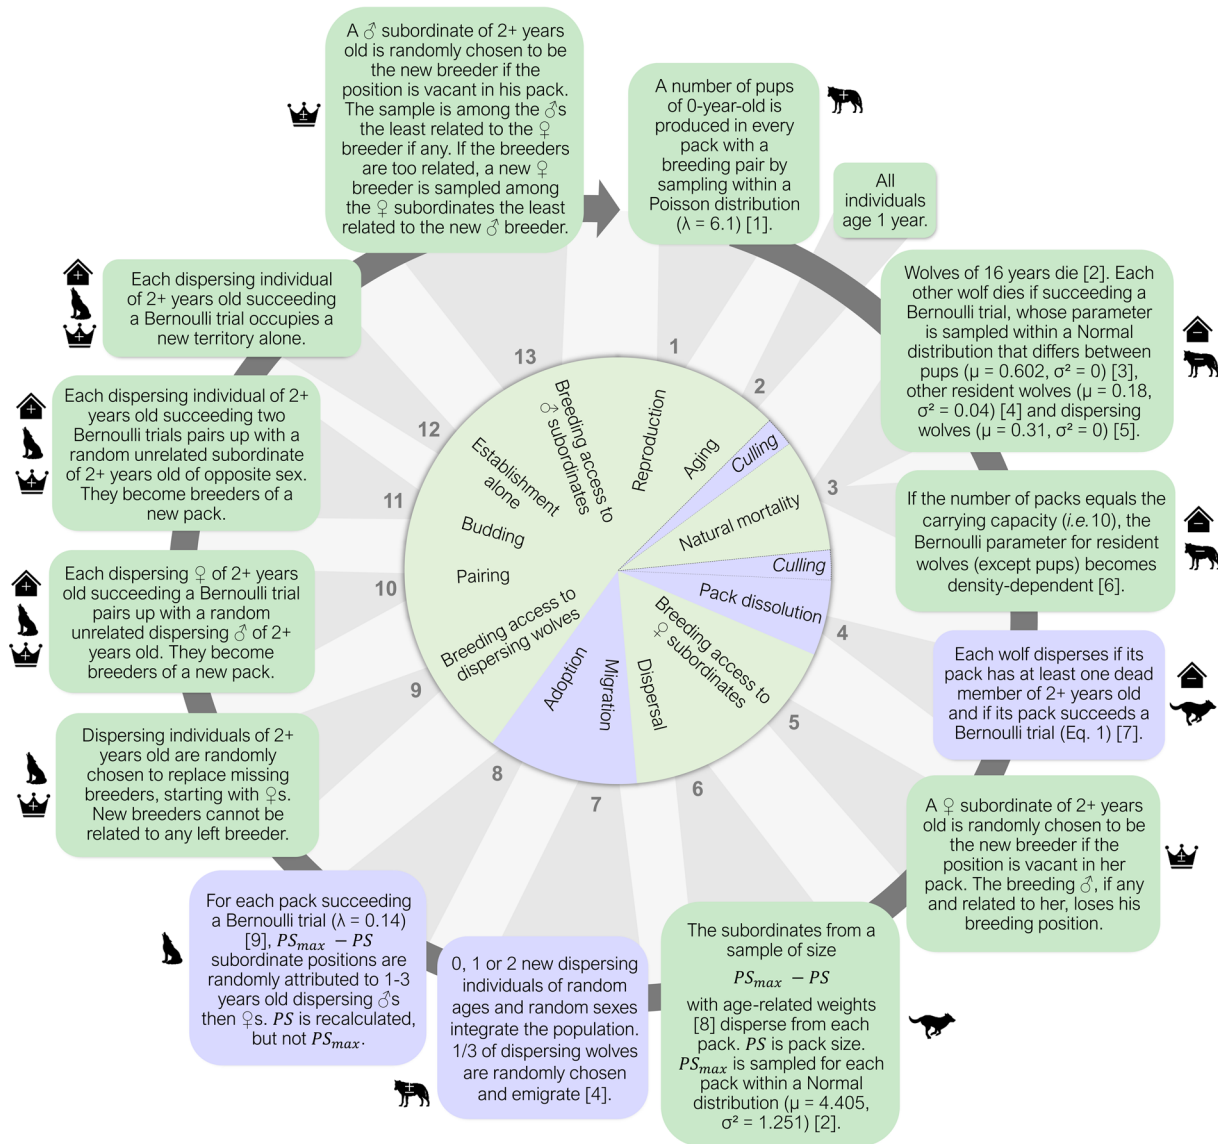 A ♂ subordinate of 2+ years
old is randomly chosen to be
the new breeder if the
position is vacant in his pack.
The sample is among the ♂s
the least related to the ♀
breeder if any. If the breeders
are too related, a new ♀
breeder is sampled among
the ♀ subordinates the least
related to the new ♂ breeder.
A number of pups
of 0-year-old is
produced in every
pack with a
breeding pair by
sampling within a
Poisson distribution
(λ = 6.1) [1].
All
individuals
age 1 year.
Wolves of 16 years die [2]. Each
other wolf dies if succeeding a
Bernoulli trial, whose parameter
is sampled within a Normal
distribution that differs between
pups (μ = 0.602, σ² = 0) [3],
other resident wolves (μ = 0.18,
σ² = 0.04) [4] and dispersing
wolves (μ = 0.31, σ² = 0) [5].
If the number of packs equals the
carrying capacity (i.e. 10), the
Bernoulli parameter for resident
wolves (except pups) becomes
density-dependent [6].
Each wolf disperses if its
pack has at least one dead
member of 2+ years old
and if its pack succeeds a
Bernoulli trial (Eq. 1) [7].
A ♀ subordinate of 2+ years
old is randomly chosen to be
the new breeder if the
position is vacant in her
pack. The breeding ♂, if any
and related to her, loses his
breeding position.
The subordinates from a
sample of size
PSmax − PS
with age-related weights
[8] disperse from each
pack. PS is pack size.
PSmax is sampled for each
pack within a Normal
distribution (μ = 4.405,
σ² = 1.251) [2].
0, 1 or 2 new dispersing
individuals of random
ages and random sexes
integrate the population.
1/3 of dispersing wolves
are randomly chosen
and emigrate [4].
For each pack succeeding
a Bernoulli trial (λ = 0.14)
[9], PSmax − PS
subordinate positions are
randomly attributed to 1-3
years old dispersing ♂s
then ♀s. PS is recalculated,
but not PSmax.
Dispersing individuals of 2+
years old are randomly
chosen to replace missing
breeders, starting with ♀s.
New breeders cannot be
related to any left breeder.
Each dispersing ♀ of 2+ years
old succeeding a Bernoulli trial
pairs up with a random
unrelated dispersing ♂ of 2+
years old. They become
breeders of a new pack.
Each dispersing individual of 2+
years old succeeding two
Bernoulli trials pairs up with a
random unrelated subordinate
of 2+ years old of opposite sex.
They become breeders of a
new pack.
Each dispersing individual
of 2+ years old succeeding
a Bernoulli trial occupies a
new territory alone.
1
2
3
4
5
6
7
8
9
10
11
12
13
Reproduction
Aging
Culling
Natural mortality
Culling
Pack dissolution
Breeding access to
♀ subordinates
Dispersal
Migration
Adoption
Breeding access to
dispersing wolves
Pairing
Budding
Establishment
alone
Breeding access to
♂ subordinates